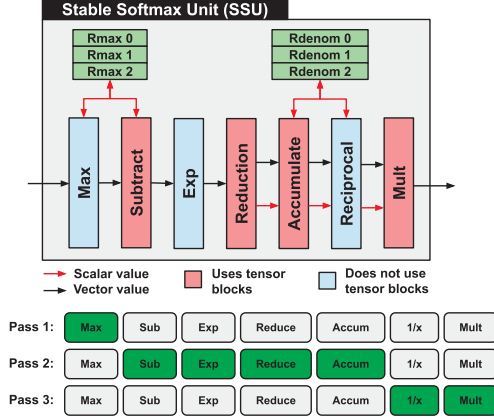 Stable Softmax Unit (SSU)
Rmax 0
Rmax 1
Rmax 2
Rdenom 0
Rdenom 1
Rdenom 2
Max
Subtract
Exp
Reduction
Accumulate
Reciprocal
Mult
Scalar value
Vector value
Uses tensor
blocks
Does not use
tensor blocks
Pass 1: Max Sub Exp Reduce Accum 1/x Mult
Pass 2: Max Sub Exp Reduce Accum 1/x Mult
Pass 3: Max Sub Exp Reduce Accum 1/x Mult